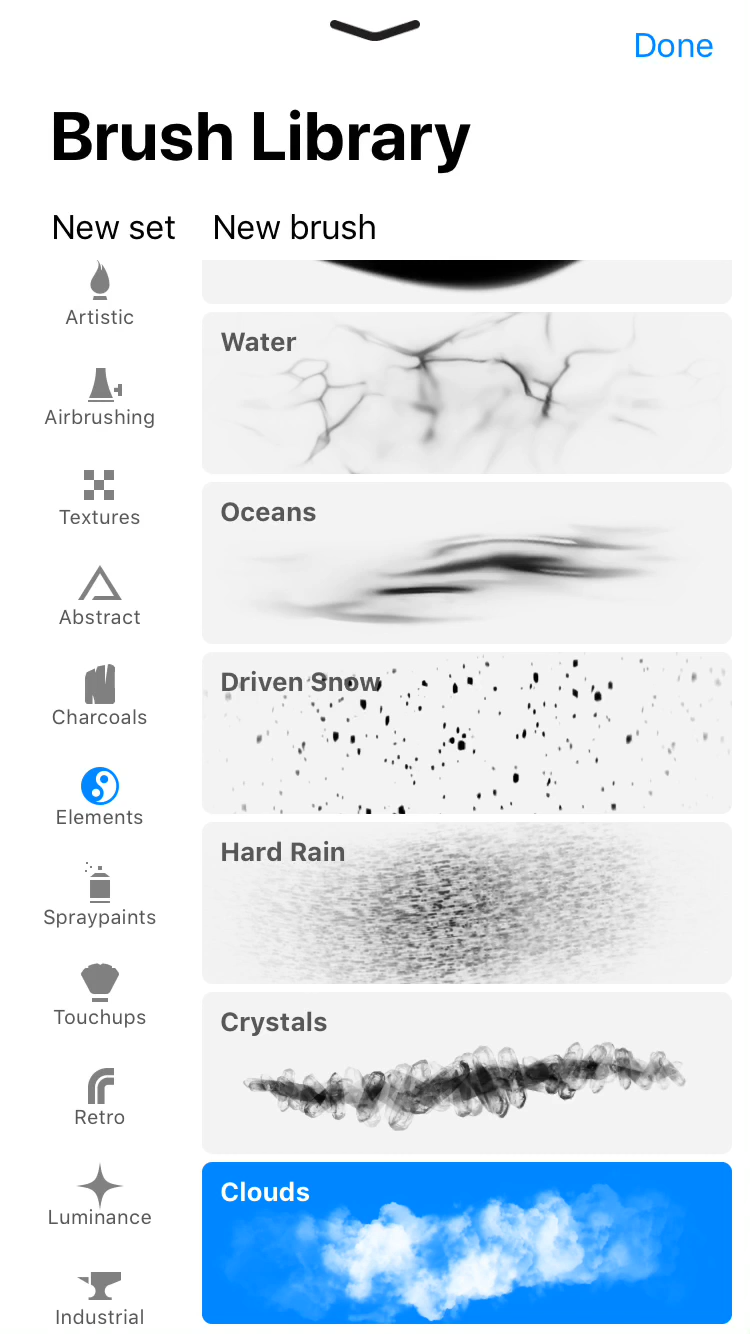 Done
Brush Library
New set
New brush
Artistic
Airbrushing
Textures
Abstract
Charcoals
Elements
Spraypaints
Touchups
Retro
Luminance
Industrial
Water
Oceans
Driven Snow
Hard Rain
Crystals
Clouds